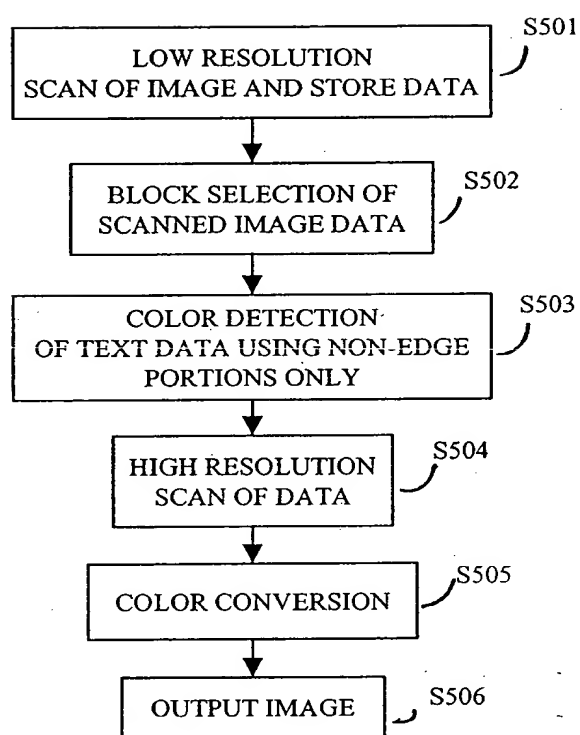 S501
LOW RESOLUTION
SCAN OF IMAGE AND STORE DATA
S502
BLOCK SELECTION OF
SCANNED IMAGE DATA
S503
COLOR DETECTION
OF TEXT DATA USING NON-EDGE
PORTIONS ONLY
S504
HIGH RESOLUTION
SCAN OF DATA
S505
COLOR CONVERSION
S506
OUTPUT IMAGE